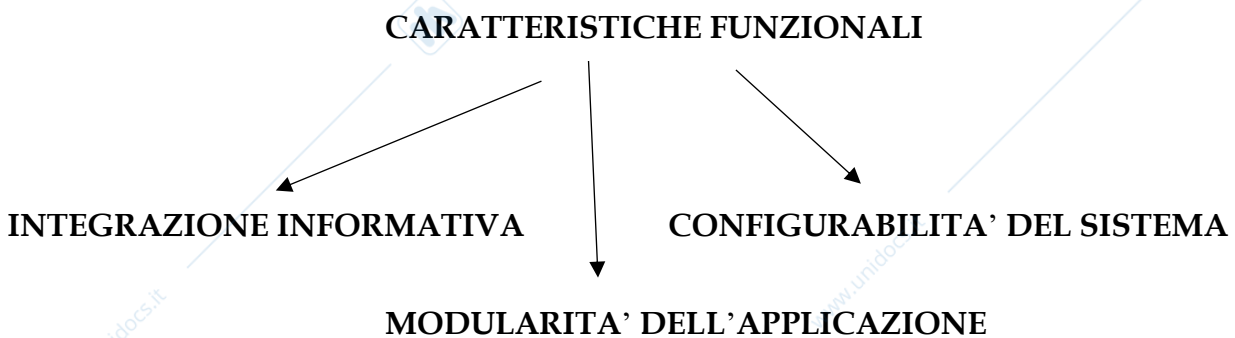 CARATTERISTICHE FUNZIONALI
INTEGRAZIONE INFORMATIVA
CONFIGURABILITA’ DEL SISTEMA
MODULARITA’ DELL’APPLICAZIONE